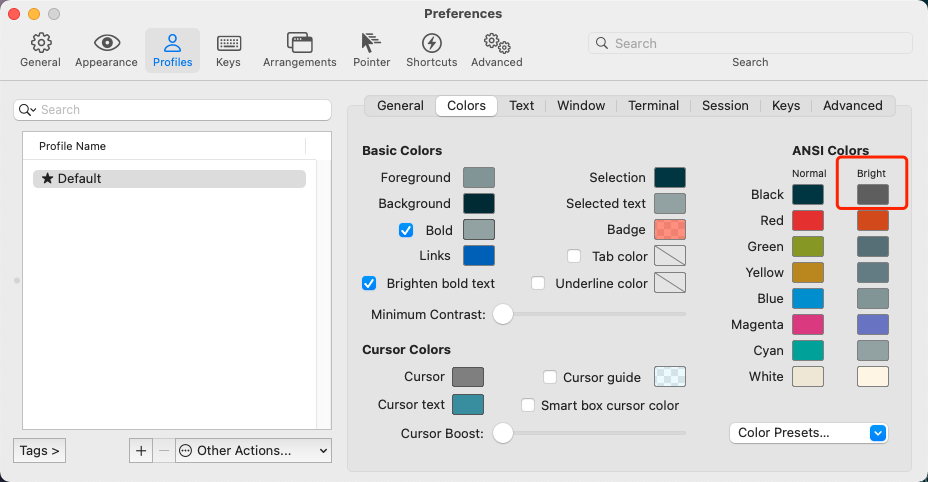 Preferences
General Appearance Profiles Keys Arrangements Pointer Shortcuts Advanced
Search
Search
Search
Profile Name
★ Default
Tags >
+ − Other Actions...
General Colors Text Window Terminal Session Keys Advanced
Basic Colors
Foreground
Background
Bold
Links
Brighten bold text
Selection
Selected text
Badge
Tab color
Underline color
Minimum Contrast:
Cursor Colors
Cursor
Cursor text
Cursor guide
Smart box cursor color
Cursor Boost:
ANSI Colors
Normal Bright
Black
Red
Green
Yellow
Blue
Magenta
Cyan
White
Color Presets...